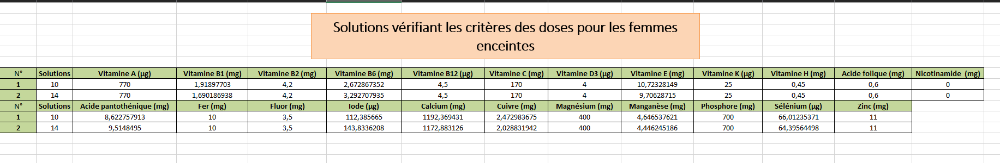 Solutions vérifiant les critères des doses pour les femmes
enceintes
N° Solutions Vitamine A (µg) Vitamine B1 (mg) Vitamine B2 (mg) Vitamine B6 (mg) Vitamine B12 (µg) Vitamine C (mg) Vitamine D3 (µg) Vitamine E (mg) Vitamine K (µg) Vitamine H (mg) Acide folique (mg) Nicotinamide (mg)
1 10 770 1,91897703 4,2 2,672867352 4,5 170 4 10,72328149 25 0,45 0,6 0
2 14 770 1,690186938 4,2 3,292707935 4,5 170 4 9,70628715 25 0,45 0,6 0
N° Solutions Acide pantothénique (mg) Fer (mg) Fluor (mg) Iode (µg) Calcium (mg) Cuivre (mg) Magnésium (mg) Manganèse (mg) Phosphore (mg) Sélénium (µg) Zinc (mg)
1 10 8,622757913 10 3,5 112,385665 1192,369431 2,472983675 400 4,646537621 700 66,01235371 11
2 14 9,5148495 10 3,5 143,8336208 1172,883126 2,028831942 400 4,446245186 700 64,39564498 11